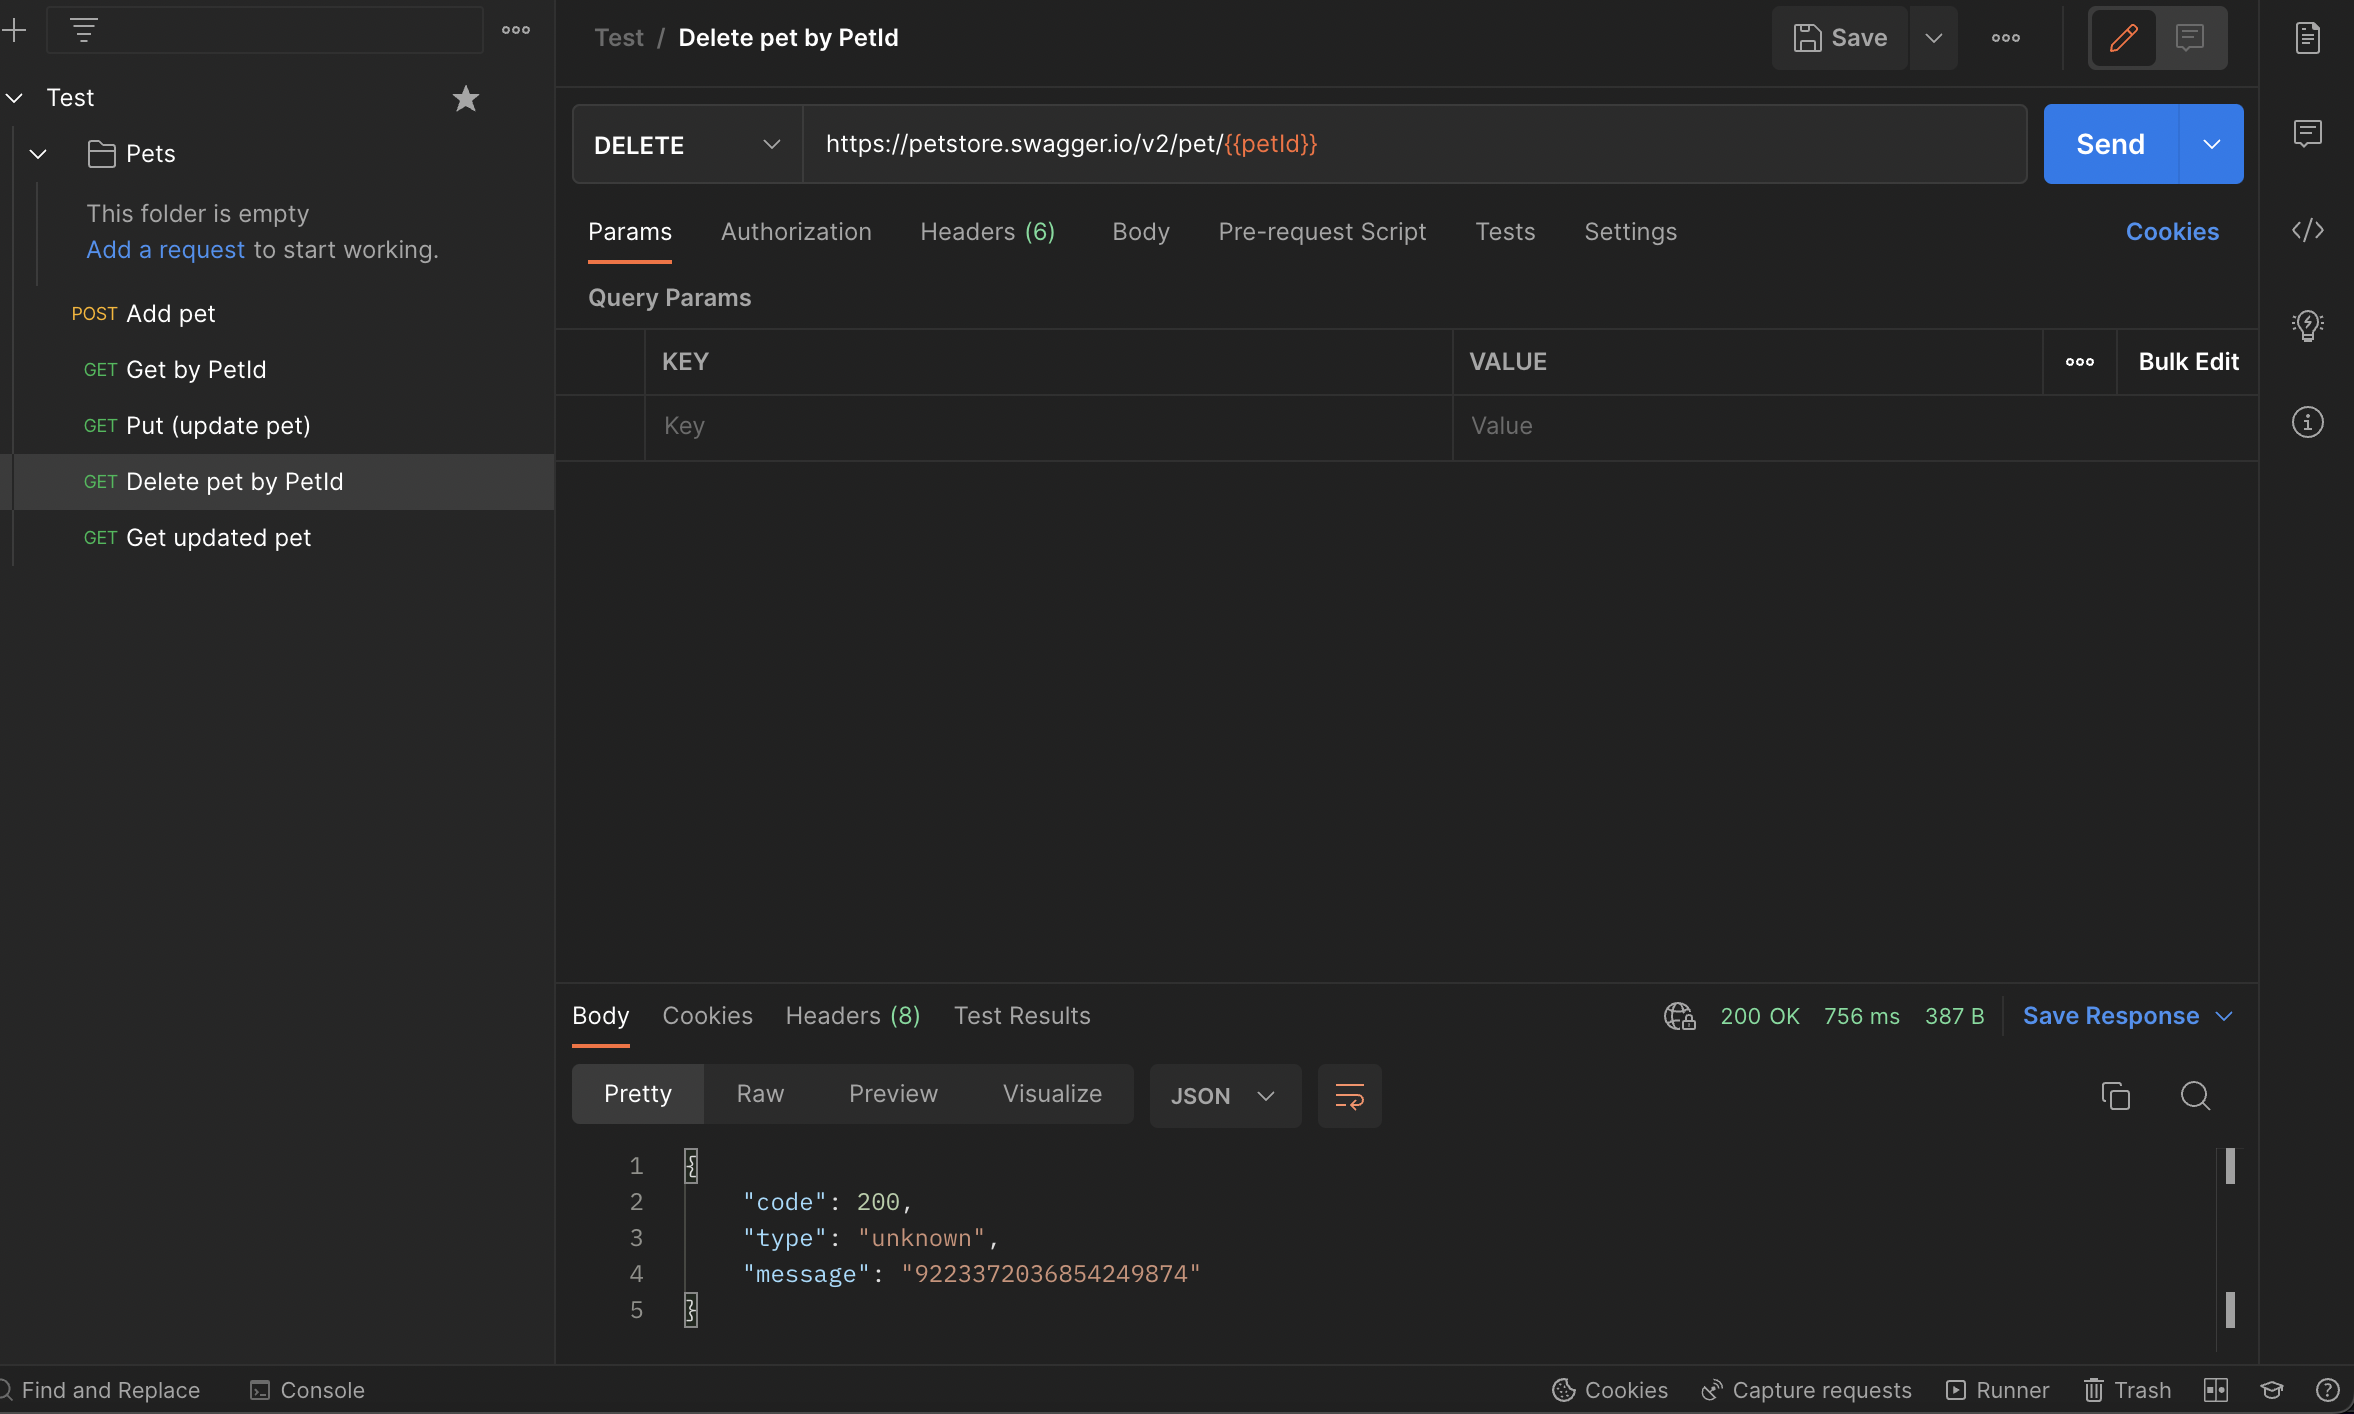 Test
Pets
This folder is empty
Add a request to start working.
POST Add pet
GET Get by PetId
GET Put (update pet)
GET Delete pet by PetId
GET Get updated pet
Test / Delete pet by PetId
Save
DELETE https://petstore.swagger.io/v2/pet/{{petId}} Send
Params Authorization Headers (6) Body Pre-request Script Tests Settings Cookies
Query Params
KEY VALUE Bulk Edit
Key Value
Body Cookies Headers (8) Test Results 200 OK 756 ms 387 B Save Response
Pretty Raw Preview Visualize JSON
1 {
2 "code": 200,
3 "type": "unknown",
4 "message": "9223372036854249874"
5 }
Find and Replace Console Cookies Capture requests Runner Trash